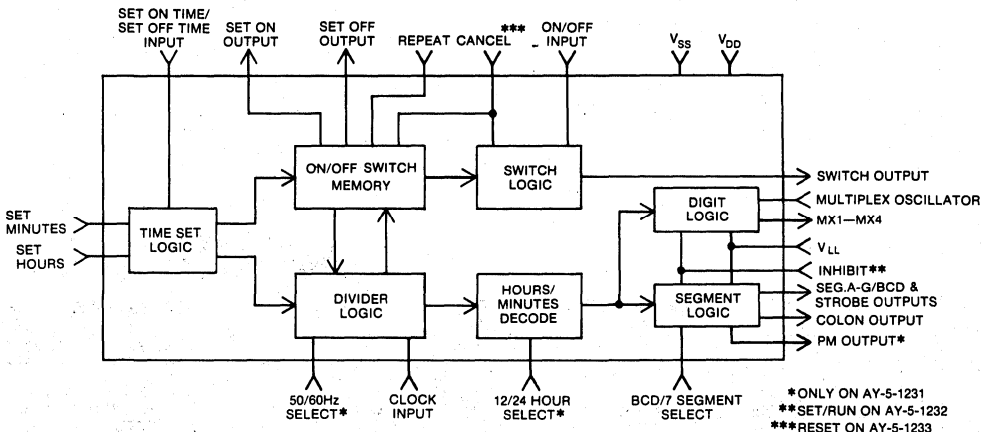 SET ON TIME/
SET OFF TIME
INPUT
SET ON
OUTPUT
SET OFF
OUTPUT
REPEAT CANCEL***
ON/OFF
INPUT
VSS
VDD
ON/OFF SWITCH
MEMORY
SWITCH
LOGIC
SWITCH OUTPUT
DIGIT
LOGIC
MULTIPLEX OSCILLATOR
MX1—MX4
SET
MINUTES
SET
HOURS
TIME SET
LOGIC
VLL
INHIBIT**
DIVIDER
LOGIC
HOURS/
MINUTES
DECODE
SEGMENT
LOGIC
SEG.A-G/BCD &
STROBE OUTPUTS
COLON OUTPUT
PM OUTPUT*
50/60Hz
SELECT*
CLOCK
INPUT
12/24 HOUR
SELECT*
BCD/7 SEGMENT
SELECT
*ONLY ON AY-5-1231
**SET/RUN ON AY-5-1232
***RESET ON AY-5-1233